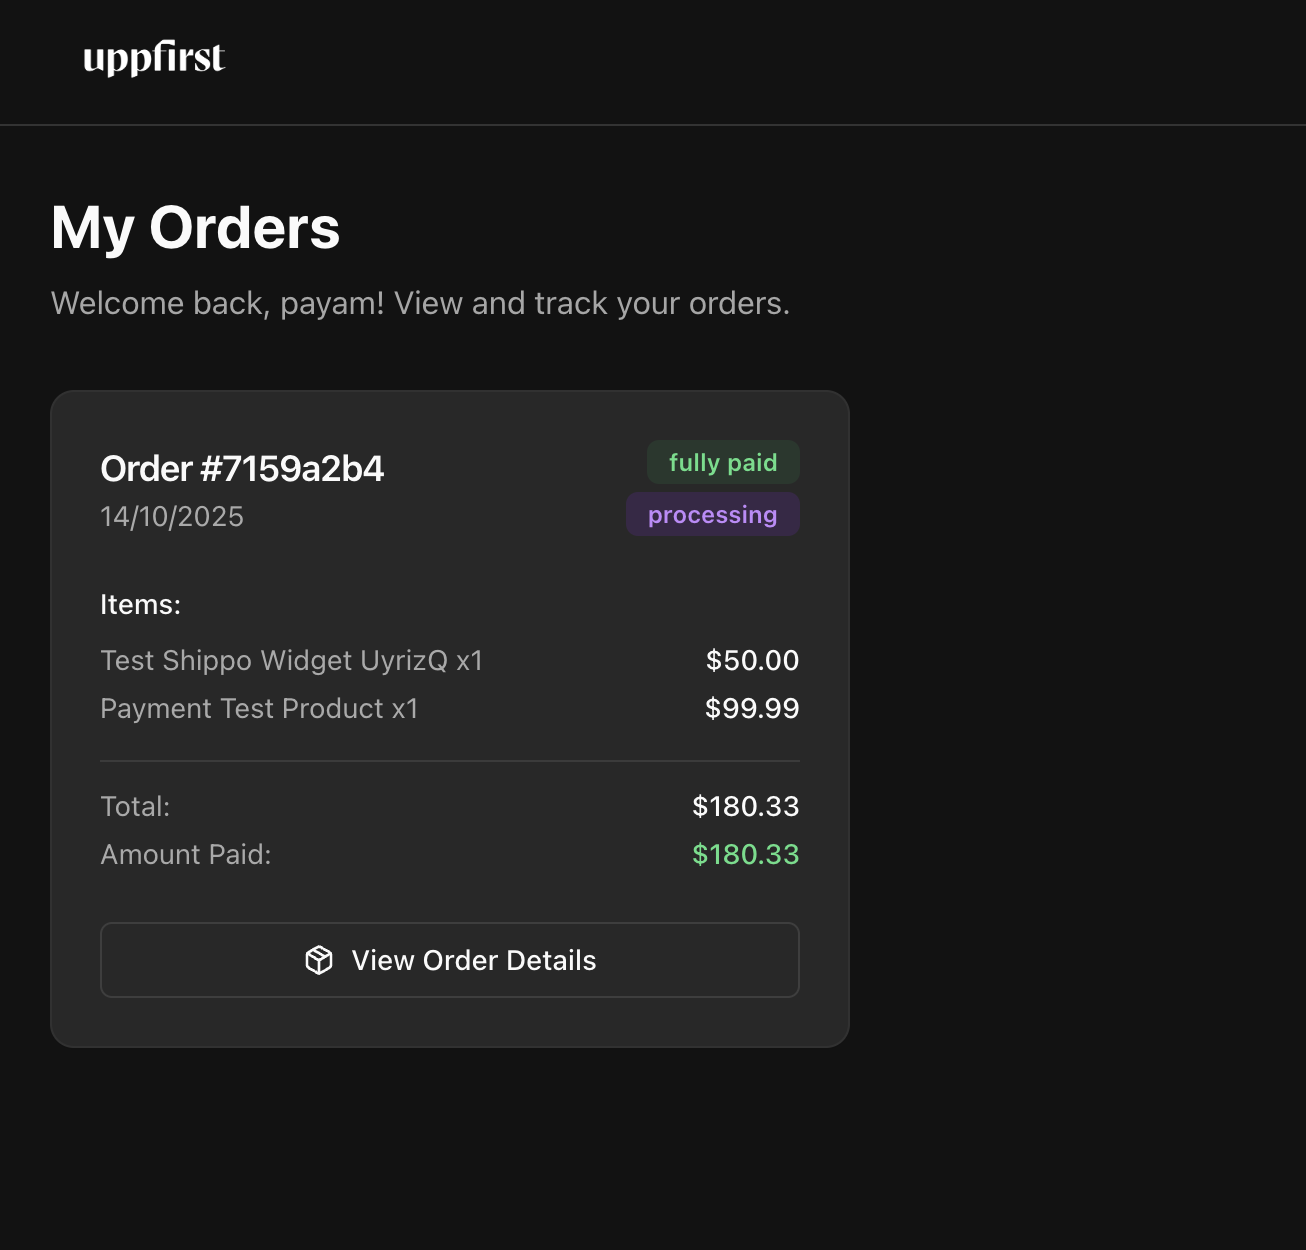 uppfirst
My Orders
Welcome back, payam! View and track your orders.
Order #7159a2b4
fully paid
14/10/2025
processing
Items:
Test Shippo Widget UyrizQ x1 $50.00
Payment Test Product x1 $99.99
Total: $180.33
Amount Paid: $180.33
View Order Details